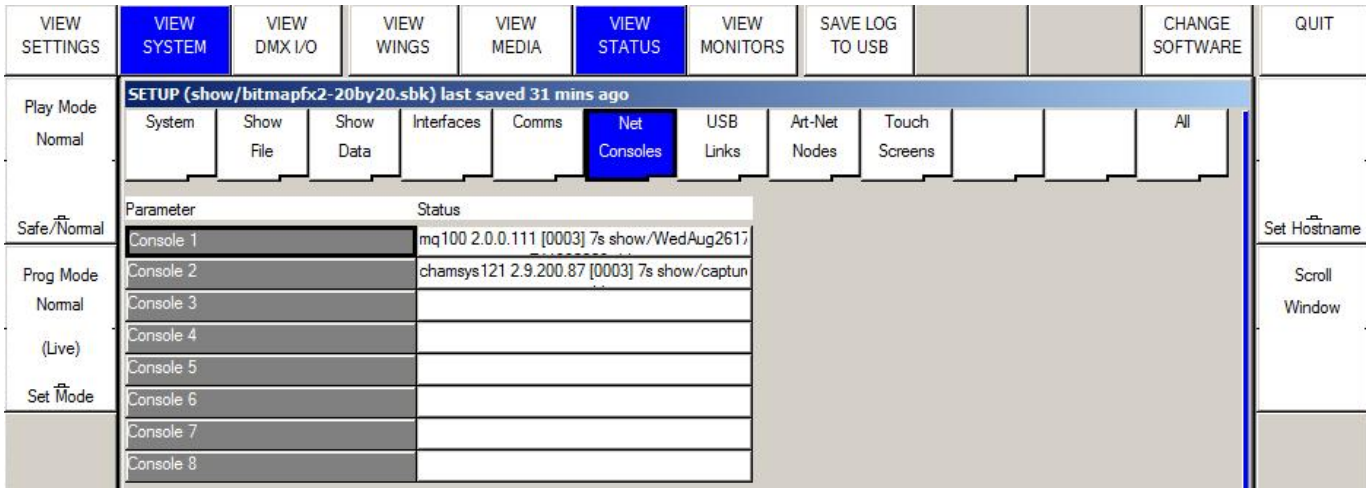 VIEW
SETTINGS
VIEW
SYSTEM
VIEW
DMX I/O
VIEW
WINGS
VIEW
MEDIA
VIEW
STATUS
VIEW
MONITORS
SAVE LOG
TO USB
CHANGE
SOFTWARE
QUIT
Play Mode
Normal
Safe/Normal
Prog Mode
Normal
(Live)
Set Mode
SETUP (show/bitmapfx2-20by20.sbk) last saved 31 mins ago
System
Show
File
Show
Data
Interfaces
Comms
Net
Consoles
USB
Links
Art-Net
Nodes
Touch
Screens
All
Parameter Status
Console 1 mq100 2.0.0.111 [0003] 7s show/WedAug2617
Console 2 chamsys121 2.9.200.87 [0003] 7s show/captur
Console 3
Console 4
Console 5
Console 6
Console 7
Console 8
Set Hostname
Scroll
Window